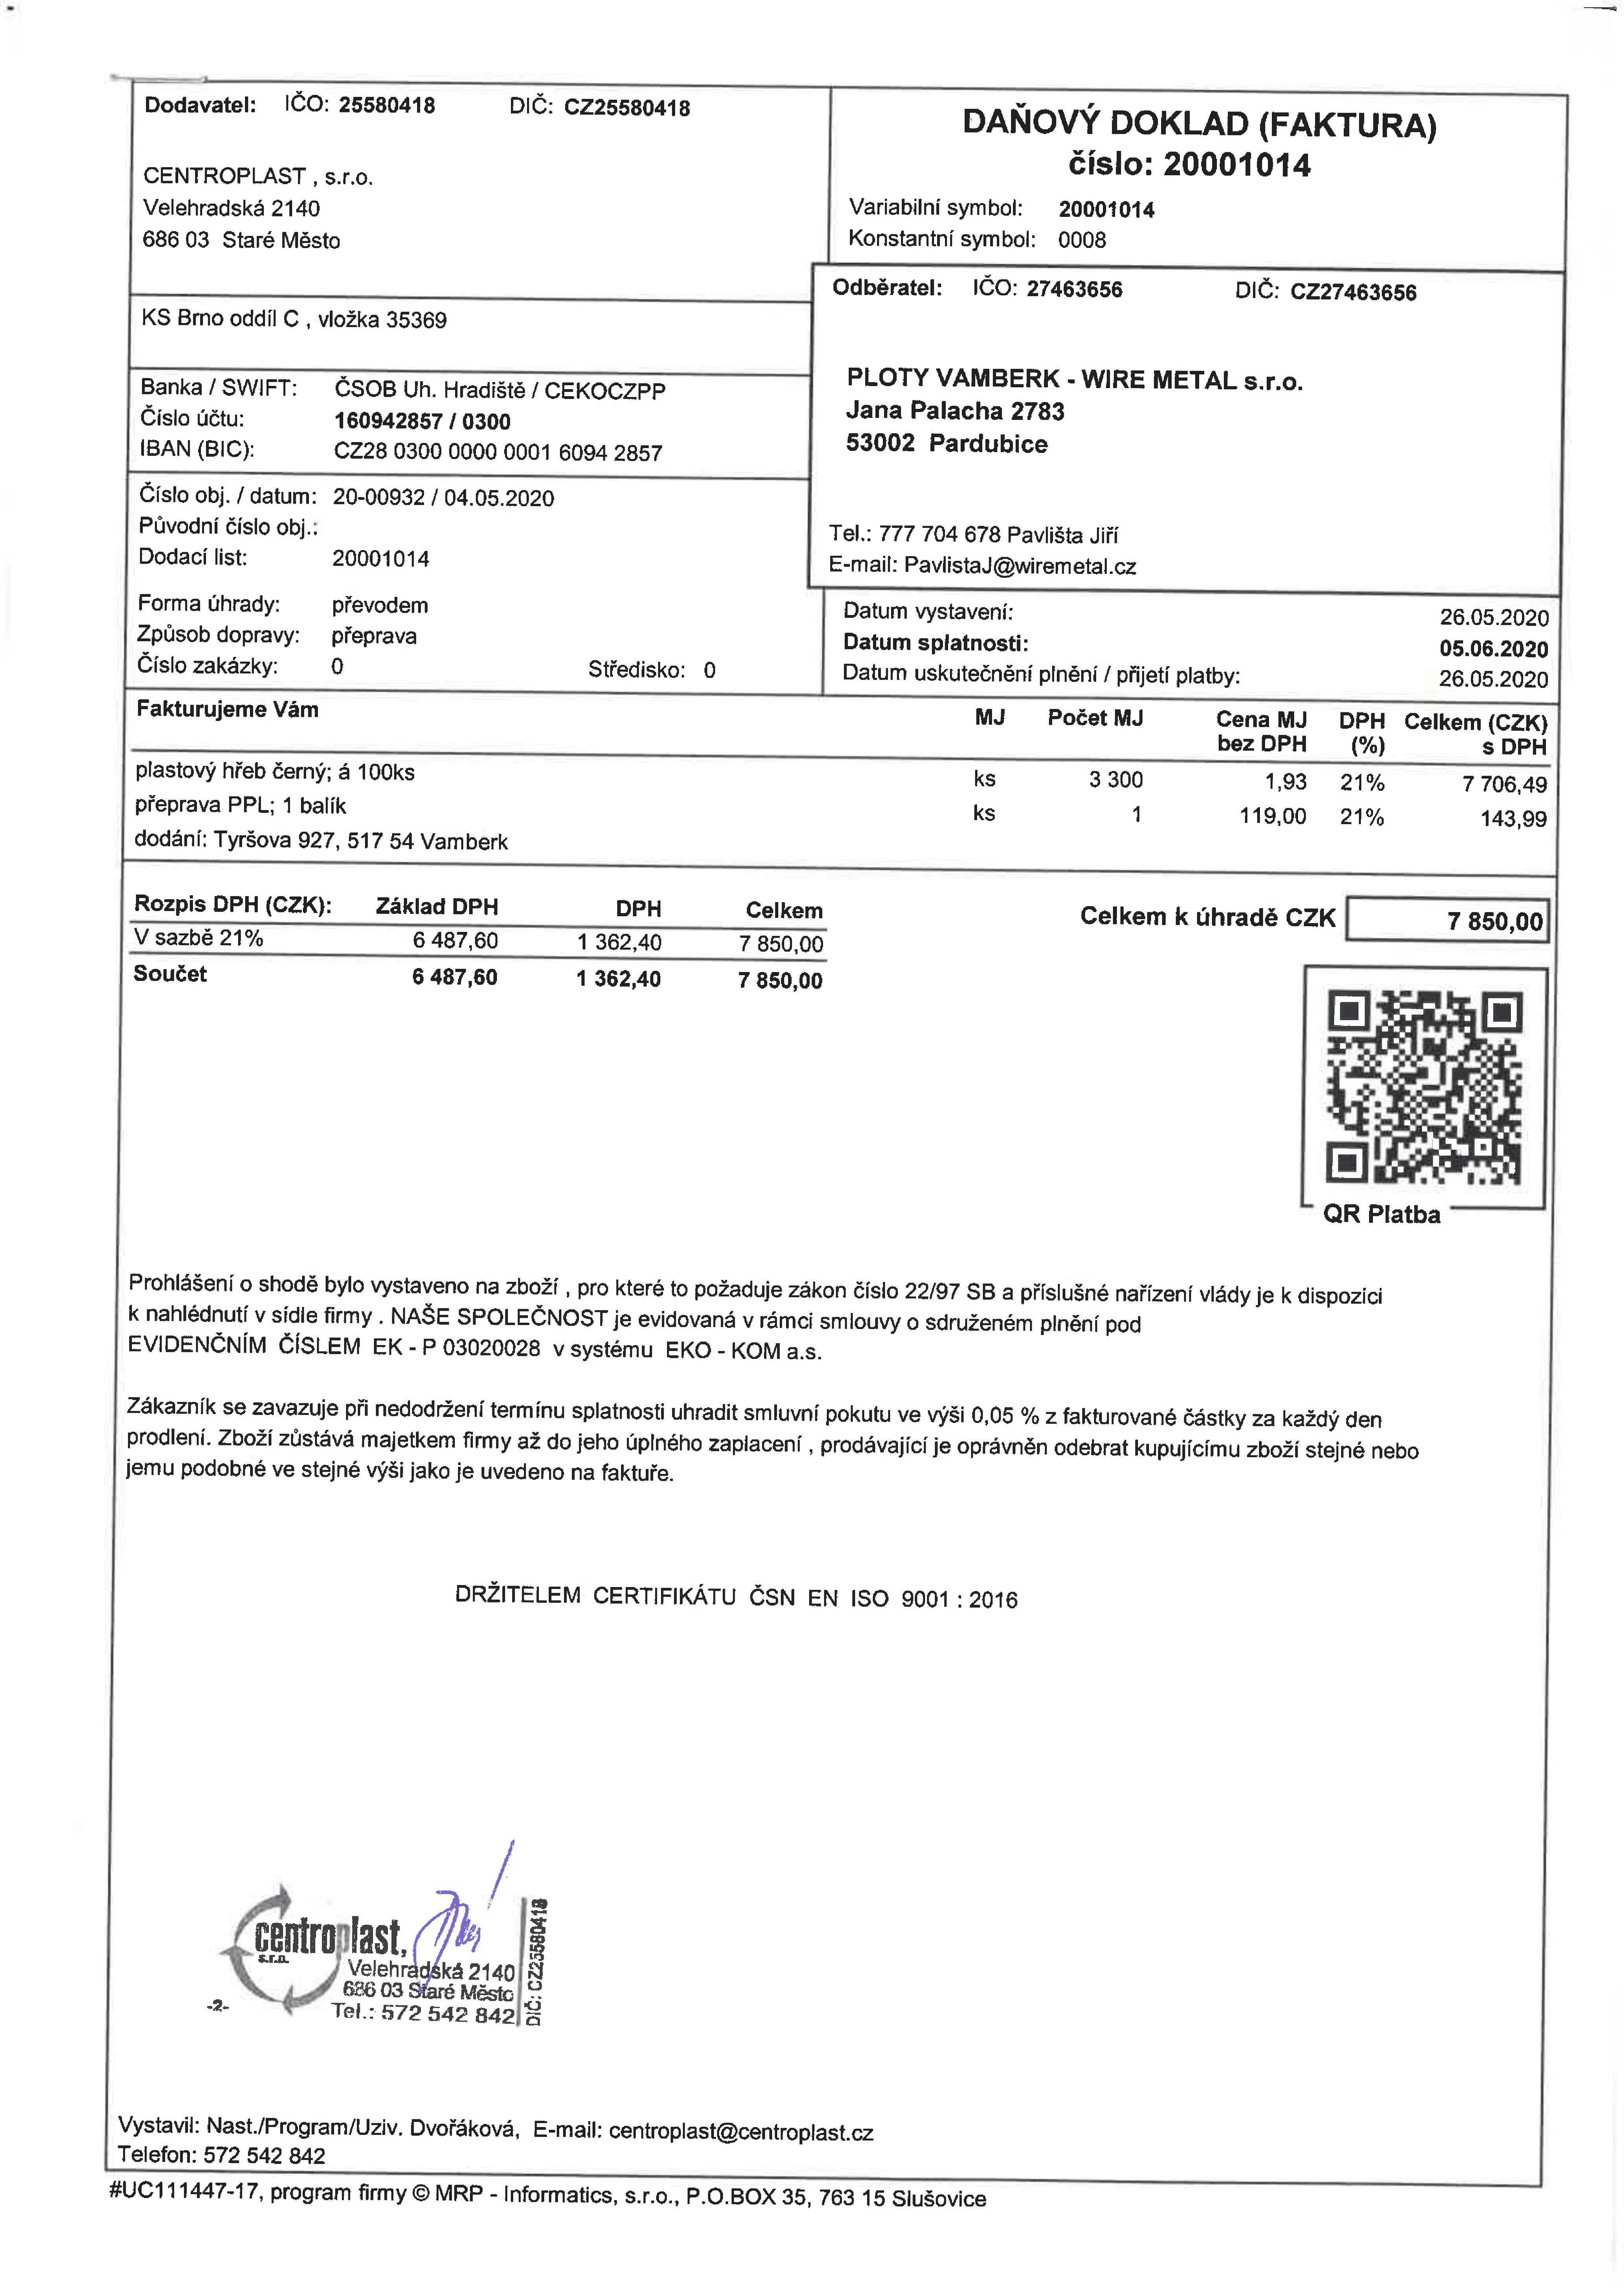 Dodavatel: IČO: 25580418 DIČ: CZ25580418
CENTROPLAST , s.r.o.
Velehradská 2140
686 03 Staré Město
DAŇOVÝ DOKLAD (FAKTURA)
číslo: 20001014
Variabilní symbol: 20001014
Konstantní symbol: 0008
KS Brno oddíl C , vložka 35369
Odběratel: IČO: 27463656 DIČ: CZ27463656
PLOTY VAMBERK - WIRE METAL s.r.o.
Jana Palacha 2783
53002 Pardubice
Tel.: 777 704 678 Pavlišta Jiří
E-mail: PavlistaJ@wiremetal.cz
Banka / SWIFT: ČSOB Uh. Hradiště / CEKOCZPP
Číslo účtu: 160942857 / 0300
IBAN (BIC): CZ28 0300 0000 0001 6094 2857
Číslo obj. / datum: 20-00932 / 04.05.2020
Původní číslo obj.:
Dodací list: 20001014
Forma úhrady: převodem
Způsob dopravy: přeprava
Číslo zakázky: 0 Středisko: 0
Datum vystavení: 26.05.2020
Datum splatnosti: 05.06.2020
Datum uskutečnění plnění / přijetí platby: 26.05.2020
Fakturujeme Vám MJ Počet MJ Cena MJ DPH Celkem (CZK)
bez DPH (%) s DPH
plastový hřeb černý; á 100ks ks 3 300 1,93 21% 7 706,49
přeprava PPL; 1 balík ks 1 119,00 21% 143,99
dodání: Tyršova 927, 517 54 Vamberk
Rozpis DPH (CZK): Základ DPH DPH Celkem
V sazbě 21% 6 487,60 1 362,40 7 850,00
Součet 6 487,60 1 362,40 7 850,00
Celkem k úhradě CZK 7 850,00
QR Platba
Prohlášení o shodě bylo vystaveno na zboží , pro které to požaduje zákon číslo 22/97 SB a příslušné nařízení vlády je k dispozici
k nahlédnutí v sídle firmy . NAŠE SPOLEČNOST je evidovaná v rámci smlouvy o sdruženém plnění pod
EVIDENČNÍM ČÍSLEM EK - P 03020028 v systému EKO - KOM a.s.
Zákazník se zavazuje při nedodržení termínu splatnosti uhradit smluvní pokutu ve výši 0,05 % z fakturované částky za každý den
prodlení. Zboží zůstává majetkem firmy až do jeho úplného zaplacení , prodávající je oprávněn odebrat kupujícímu zboží stejné nebo
jemu podobné ve stejné výši jako je uvedeno na faktuře.
DRŽITELEM CERTIFIKÁTU ČSN EN ISO 9001 : 2016
centroplast,
s.r.o.
Velehradská 2140
686 03 Staré Město
Tel.: 572 542 842
-2-
DIČ: CZ25580418
Vystavil: Nast./Program/Uziv. Dvořáková, E-mail: centroplast@centroplast.cz
Telefon: 572 542 842
#UC111447-17, program firmy © MRP - Informatics, s.r.o., P.O.BOX 35, 763 15 Slušovice